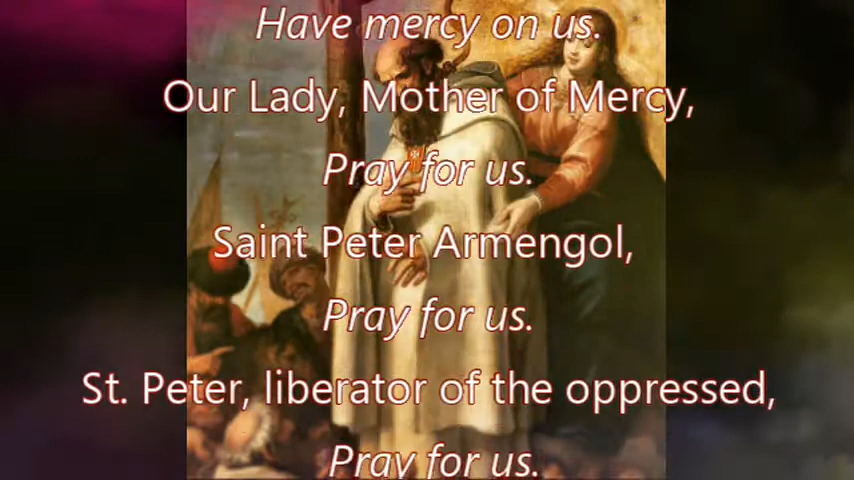 Have mercy on us.
Our Lady, Mother of Mercy,
Pray for us.
Saint Peter Armengol,
Pray for us.
St. Peter, liberator of the oppressed,
Pray for us.